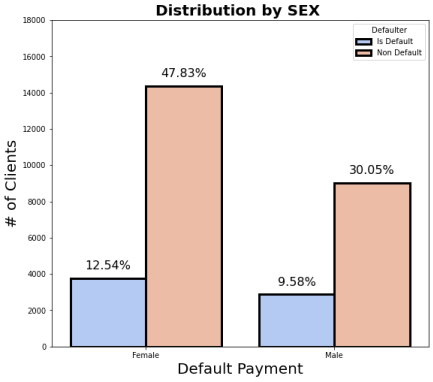 Distribution by SEX
18000
16000
14000
12000
10000
8000
6000
4000
2000
0
# of Clients
Defaulter
Is Default
Non Default
12.54%
47.83%
9.58%
30.05%
Female
Male
Default Payment